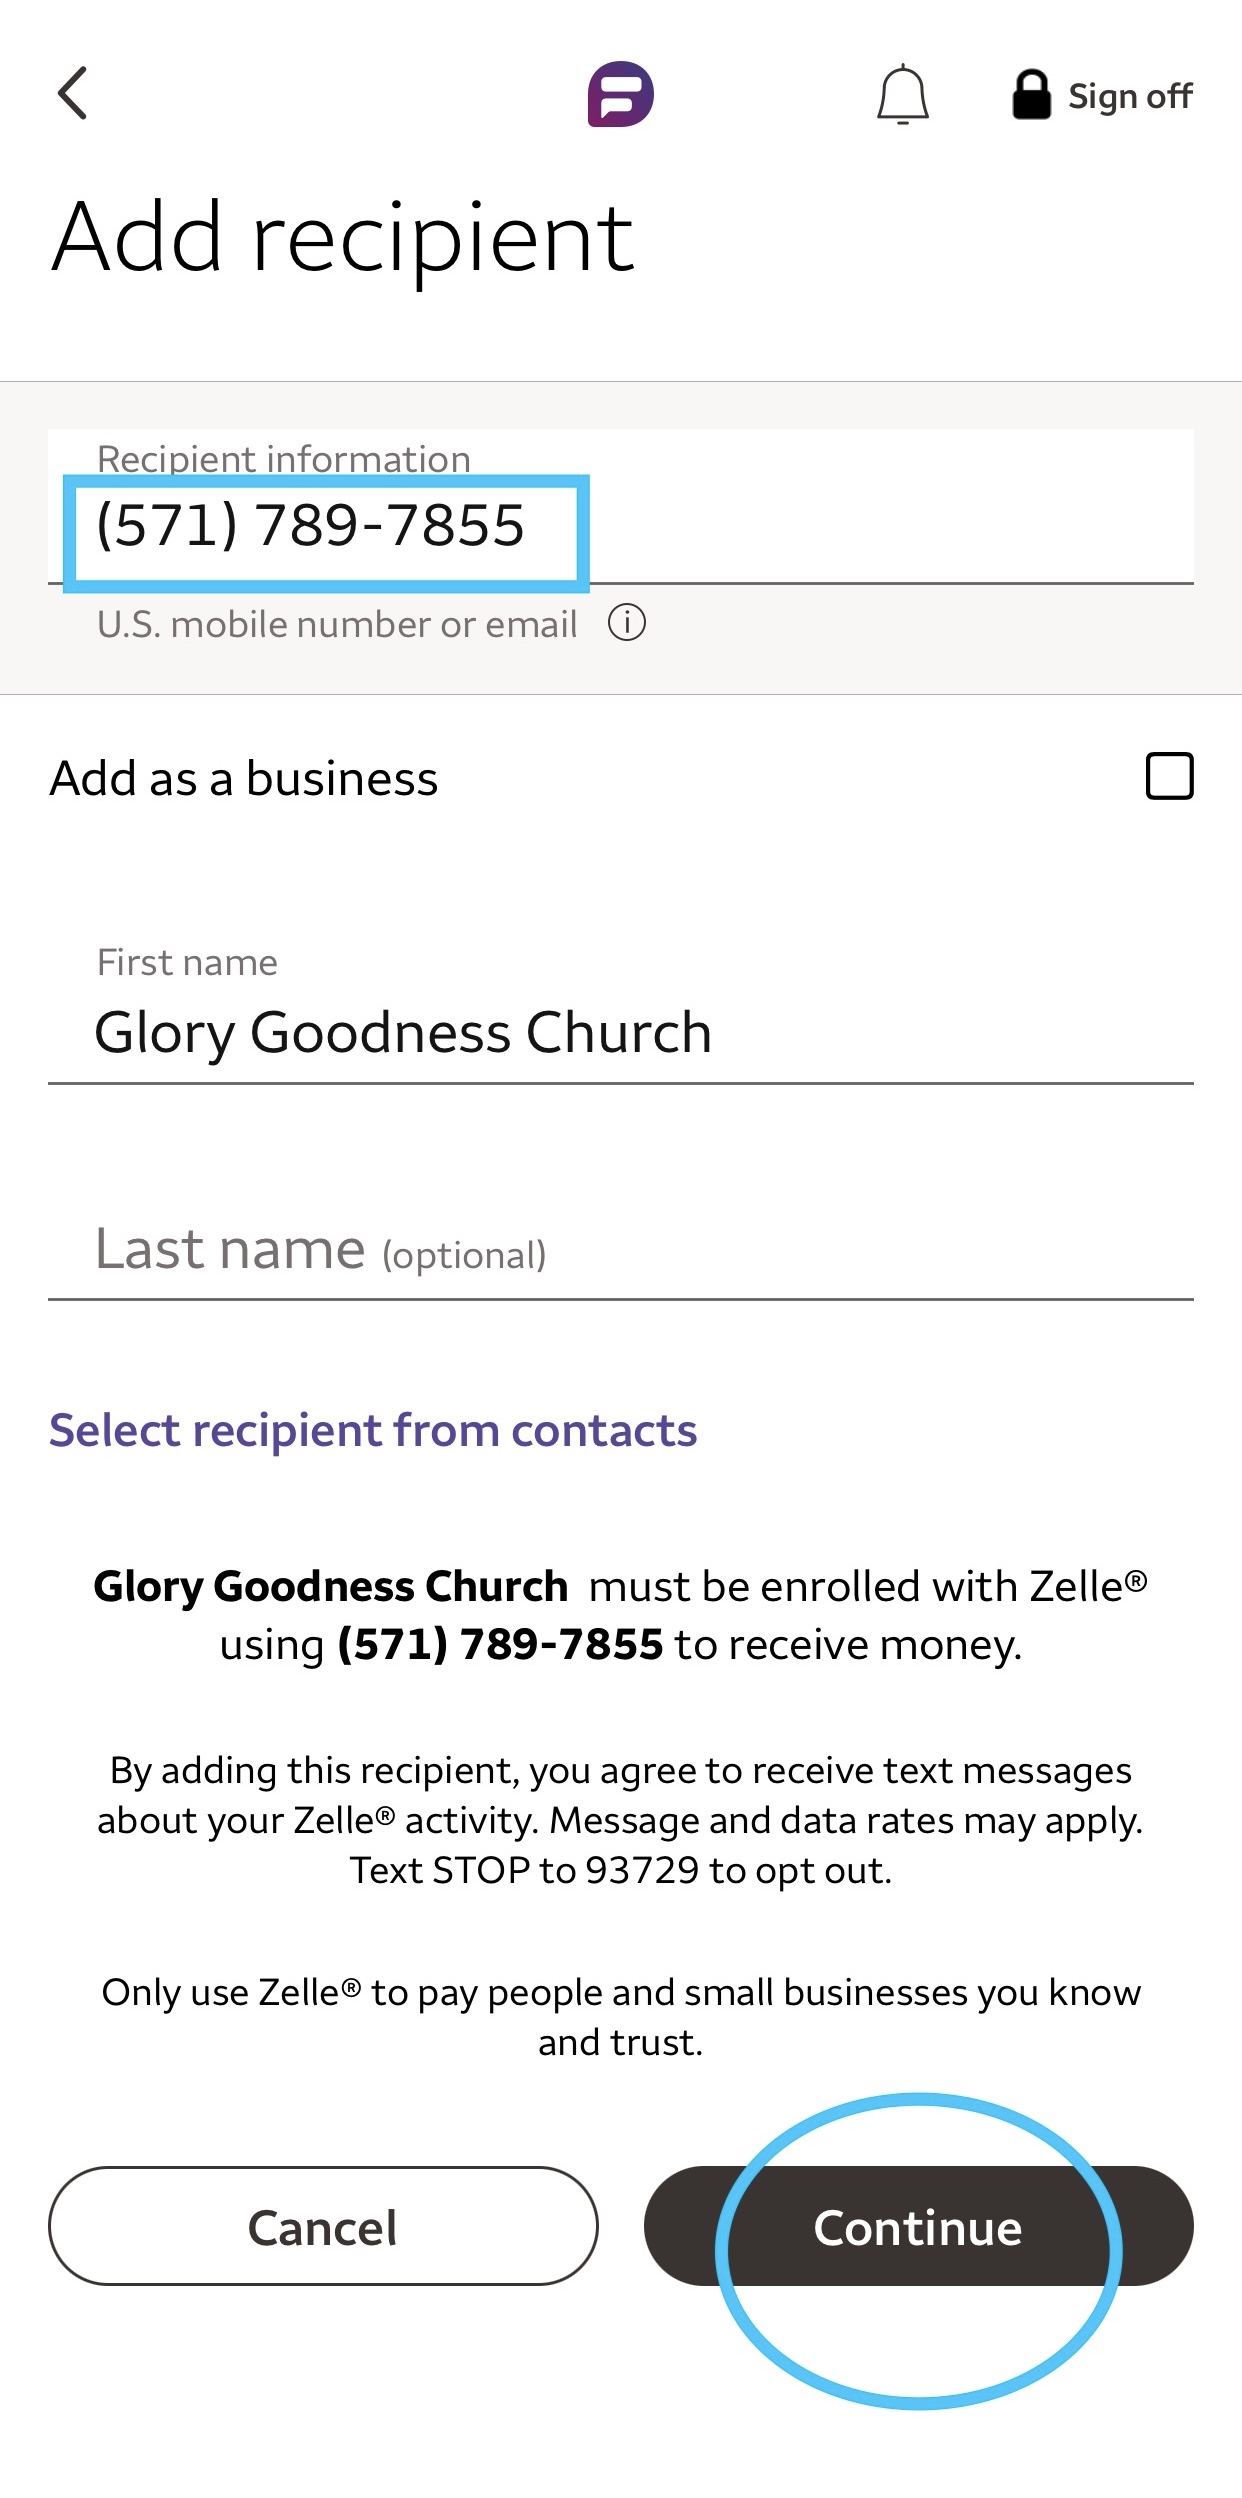 Sign off
Add recipient
Recipient information
(571) 789-7855
U.S. mobile number or email
Add as a business
First name
Glory Goodness Church
Last name (optional)
Select recipient from contacts
Glory Goodness Church must be enrolled with Zelle®
using (571) 789-7855 to receive money.
By adding this recipient, you agree to receive text messages
about your Zelle® activity. Message and data rates may apply.
Text STOP to 93729 to opt out.
Only use Zelle® to pay people and small businesses you know
and trust.
Cancel
Continue